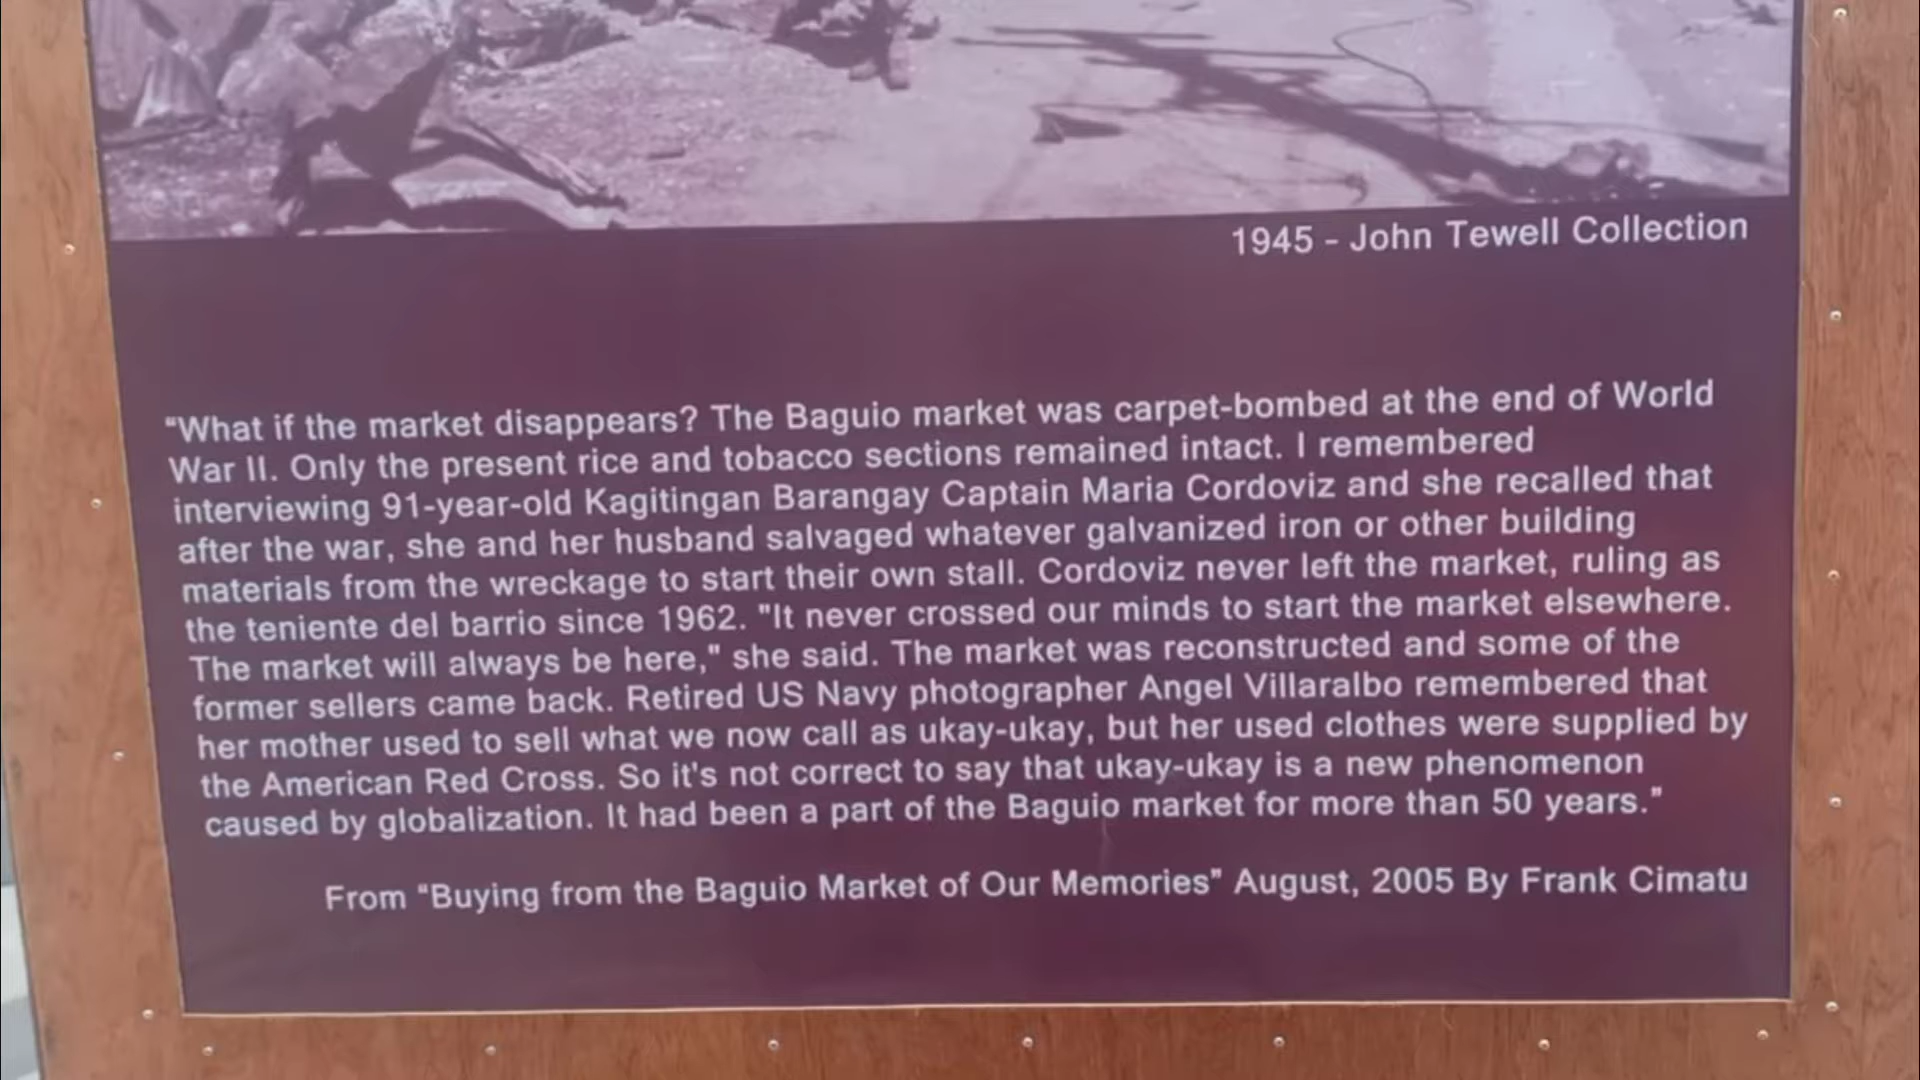 1945 - John Tewell Collection
“What if the market disappears? The Baguio market was carpet-bombed at the end of World
War II. Only the present rice and tobacco sections remained intact. I remembered
interviewing 91-year-old Kagitingan Barangay Captain Maria Cordoviz and she recalled that
after the war, she and her husband salvaged whatever galvanized iron or other building
materials from the wreckage to start their own stall. Cordoviz never left the market, ruling as
the teniente del barrio since 1962. "It never crossed our minds to start the market elsewhere.
The market will always be here," she said. The market was reconstructed and some of the
former sellers came back. Retired US Navy photographer Angel Villaralbo remembered that
her mother used to sell what we now call as ukay-ukay, but her used clothes were supplied by
the American Red Cross. So it's not correct to say that ukay-ukay is a new phenomenon
caused by globalization. It had been a part of the Baguio market for more than 50 years.”
From “Buying from the Baguio Market of Our Memories” August, 2005 By Frank Cimatu